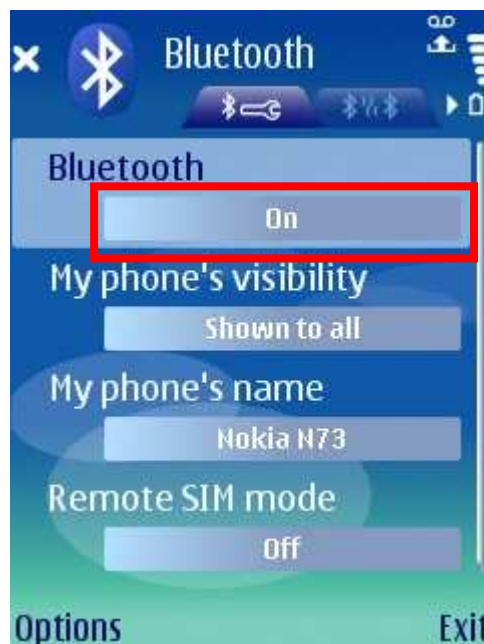 Bluetooth
Bluetooth
On
My phone's visibility
Shown to all
My phone's name
Nokia N73
Remote SIM mode
Off
Options Exit